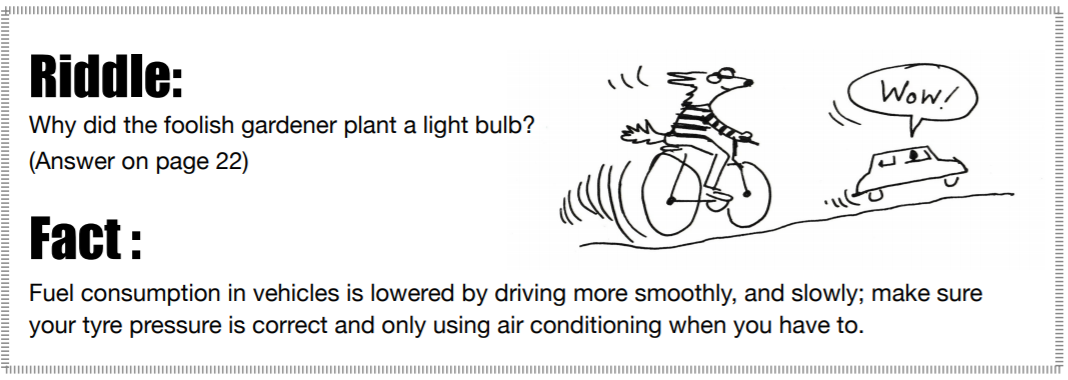 Riddle:
Why did the foolish gardener plant a light bulb?
(Answer on page 22)
Wow!
Fact :
Fuel consumption in vehicles is lowered by driving more smoothly, and slowly; make sure
your tyre pressure is correct and only using air conditioning when you have to.